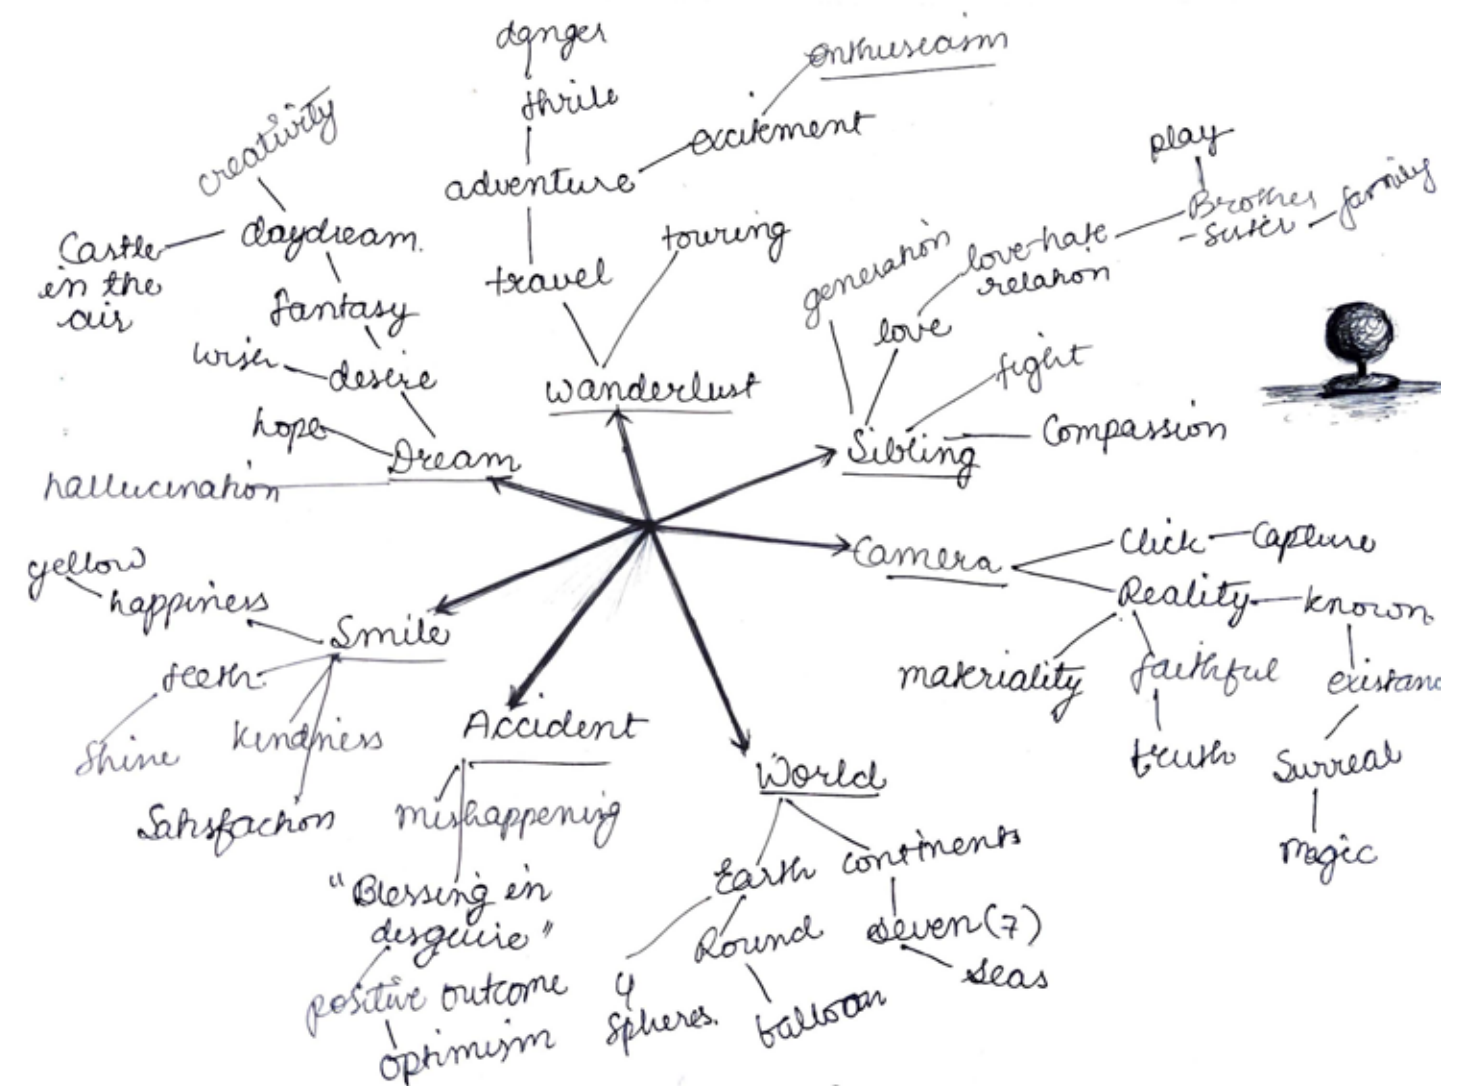 danger
thrill
adventure
excitment
enthusiasm
travel
touring
wanderlust
creativity
daydream.
Castle
in the
air
fantasy
wish
desire
hope
Dream
hallucination
generation
love
love-hate
relation
play
Brother
-Sister
family
fight
Compassion
Sibling
Camera
Click
Capture
Reality
known
materiality
faithful
truth
existanc
Surreal
magic
yellow
happiness
Smile
teeth
Shine
kindness
Satisfaction
Accident
mishappening
"Blessing in
disguise"
positive outcome
optimism
World
Earth
continents
Round
seven (7)
seas
4
Spheres.
balloon